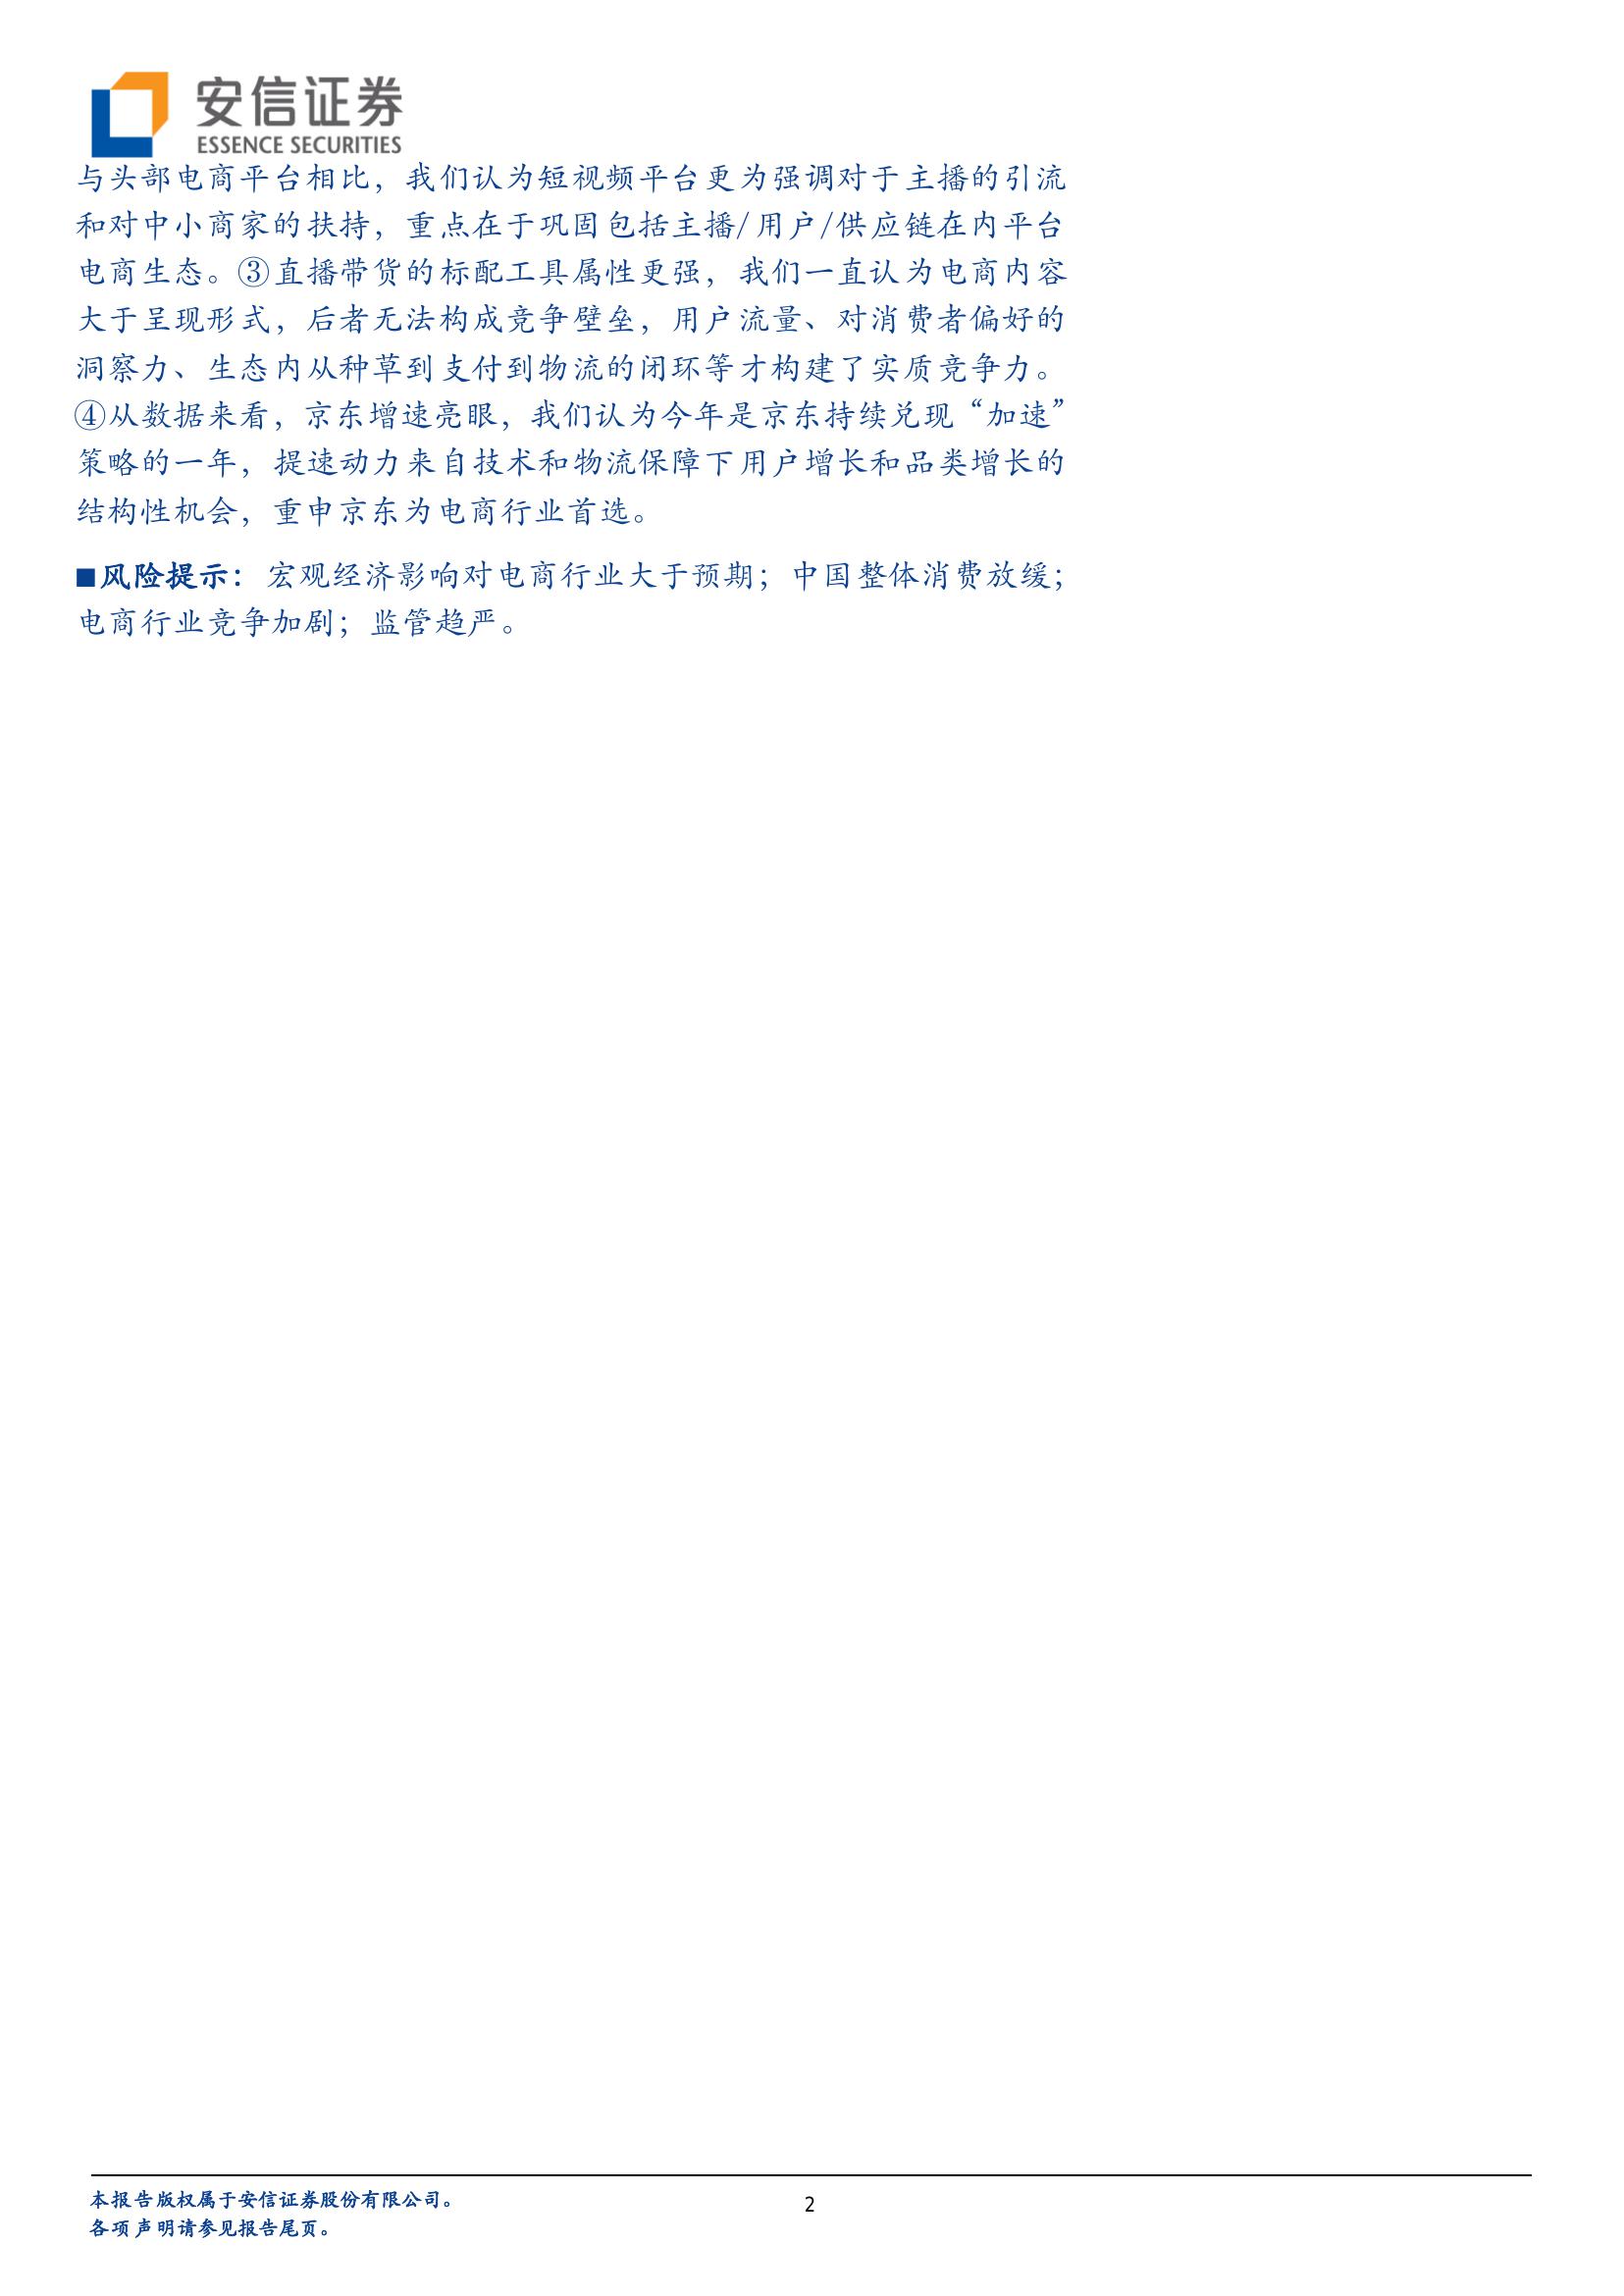 安信证券
ESSENCE SECURITIES
与头部电商平台相比，我们认为短视频平台更为强调对于主播的引流
和对中小商家的扶持，重点在于巩固包括主播/用户/供应链在内平台
电商生态。③直播带货的标配工具属性更强，我们一直认为电商内容
大于呈现形式，后者无法构成竞争壁垒，用户流量、对消费者偏好的
洞察力、生态内从种草到支付到物流的闭环等才构建了实质竞争力。
④从数据来看，京东增速亮眼，我们认为今年是京东持续兑现“加速”
策略的一年，提速动力来自技术和物流保障下用户增长和品类增长的
结构性机会，重申京东为电商行业首选。
■风险提示：宏观经济影响对电商行业大于预期；中国整体消费放缓；
电商行业竞争加剧；监管趋严。
本报告版权属于安信证券股份有限公司。
各项声明请参见报告尾页。
2